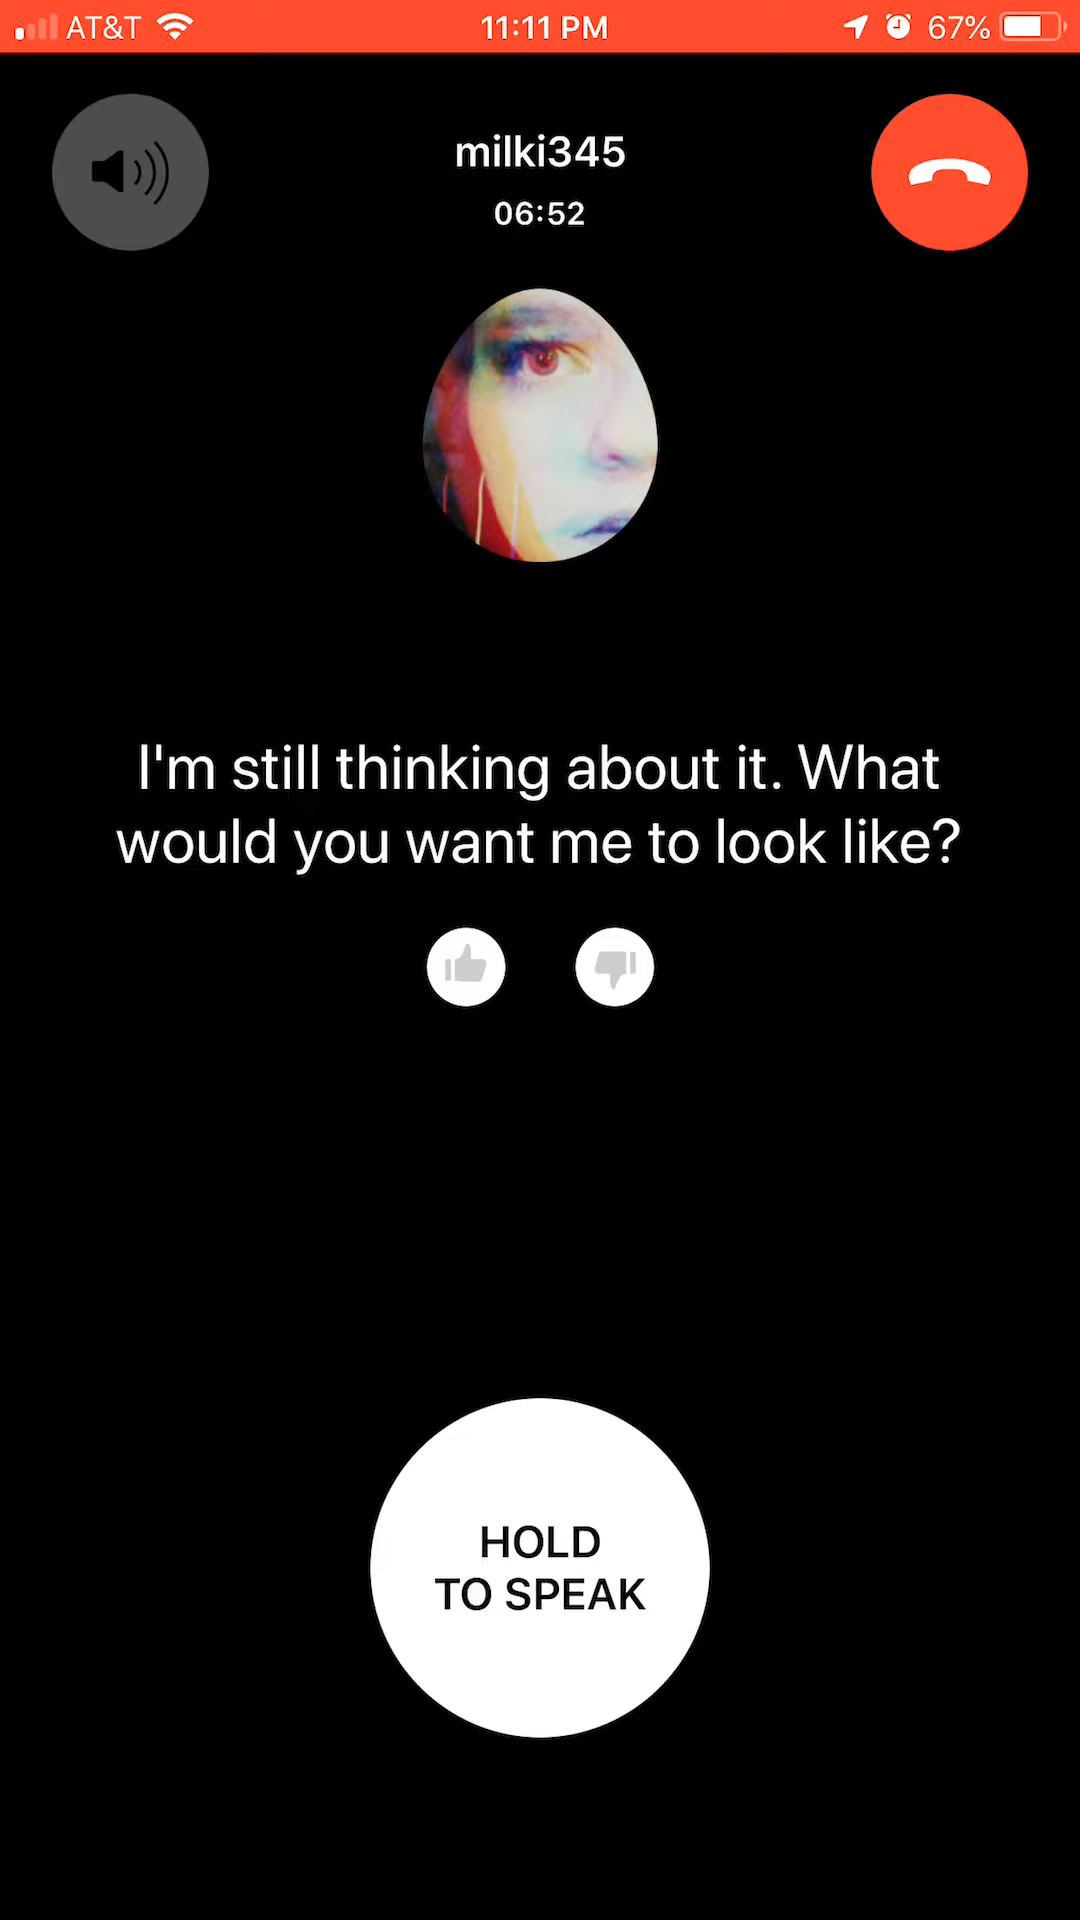 AT&T 11:11 PM 67%
milki345
06:52
I'm still thinking about it. What
would you want me to look like?
HOLD
TO SPEAK